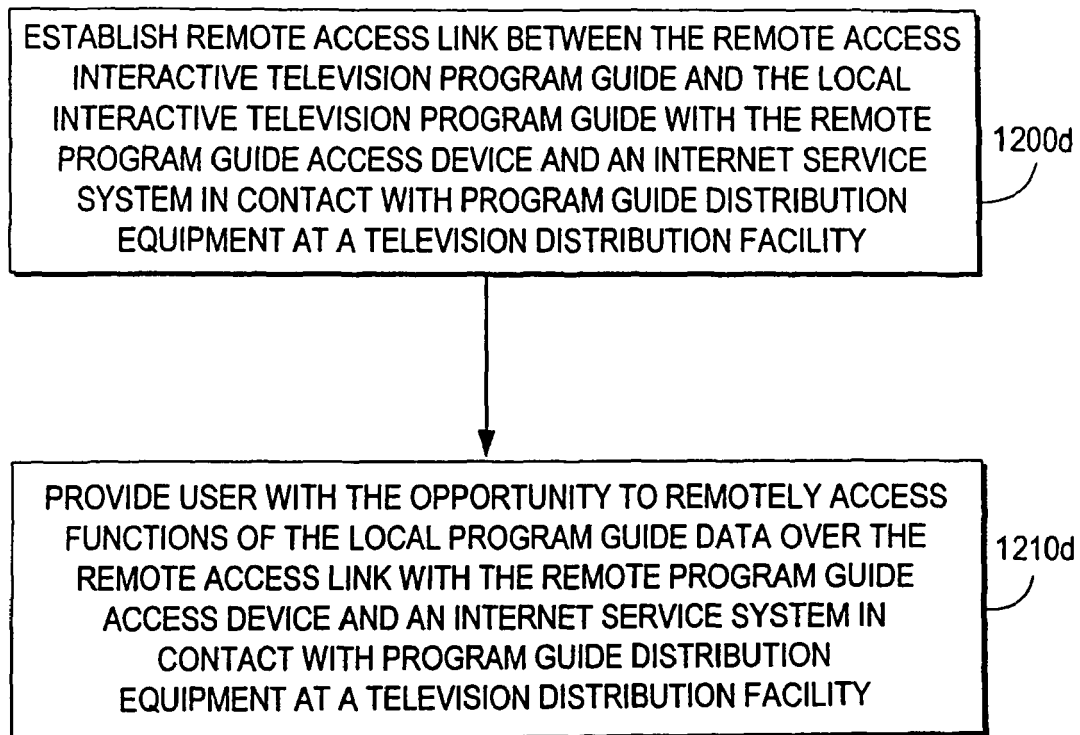 ESTABLISH REMOTE ACCESS LINK BETWEEN THE REMOTE ACCESS
INTERACTIVE TELEVISION PROGRAM GUIDE AND THE LOCAL
INTERACTIVE TELEVISION PROGRAM GUIDE WITH THE REMOTE
PROGRAM GUIDE ACCESS DEVICE AND AN INTERNET SERVICE
SYSTEM IN CONTACT WITH PROGRAM GUIDE DISTRIBUTION
EQUIPMENT AT A TELEVISION DISTRIBUTION FACILITY
1200d
PROVIDE USER WITH THE OPPORTUNITY TO REMOTELY ACCESS
FUNCTIONS OF THE LOCAL PROGRAM GUIDE DATA OVER THE
REMOTE ACCESS LINK WITH THE REMOTE PROGRAM GUIDE
ACCESS DEVICE AND AN INTERNET SERVICE SYSTEM IN
CONTACT WITH PROGRAM GUIDE DISTRIBUTION
EQUIPMENT AT A TELEVISION DISTRIBUTION FACILITY
1210d